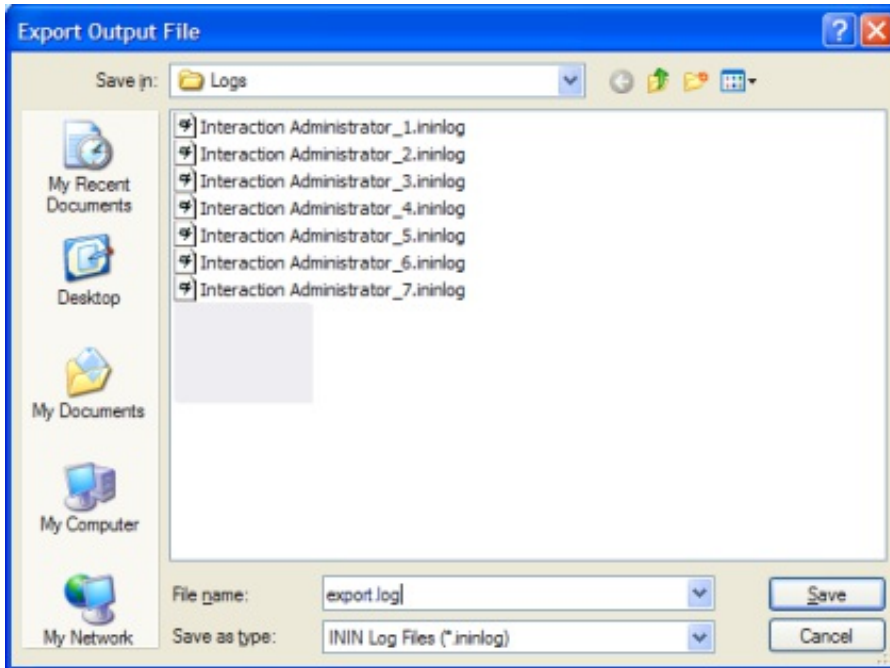 Export Output File
Save in: Logs
Interaction Administrator_1.ininlog
Interaction Administrator_2.ininlog
Interaction Administrator_3.ininlog
Interaction Administrator_4.ininlog
Interaction Administrator_5.ininlog
Interaction Administrator_6.ininlog
Interaction Administrator_7.ininlog
My Recent
Documents
Desktop
My Documents
My Computer
My Network
File name: export.log
Save
Save as type: ININ Log Files (*.ininlog)
Cancel